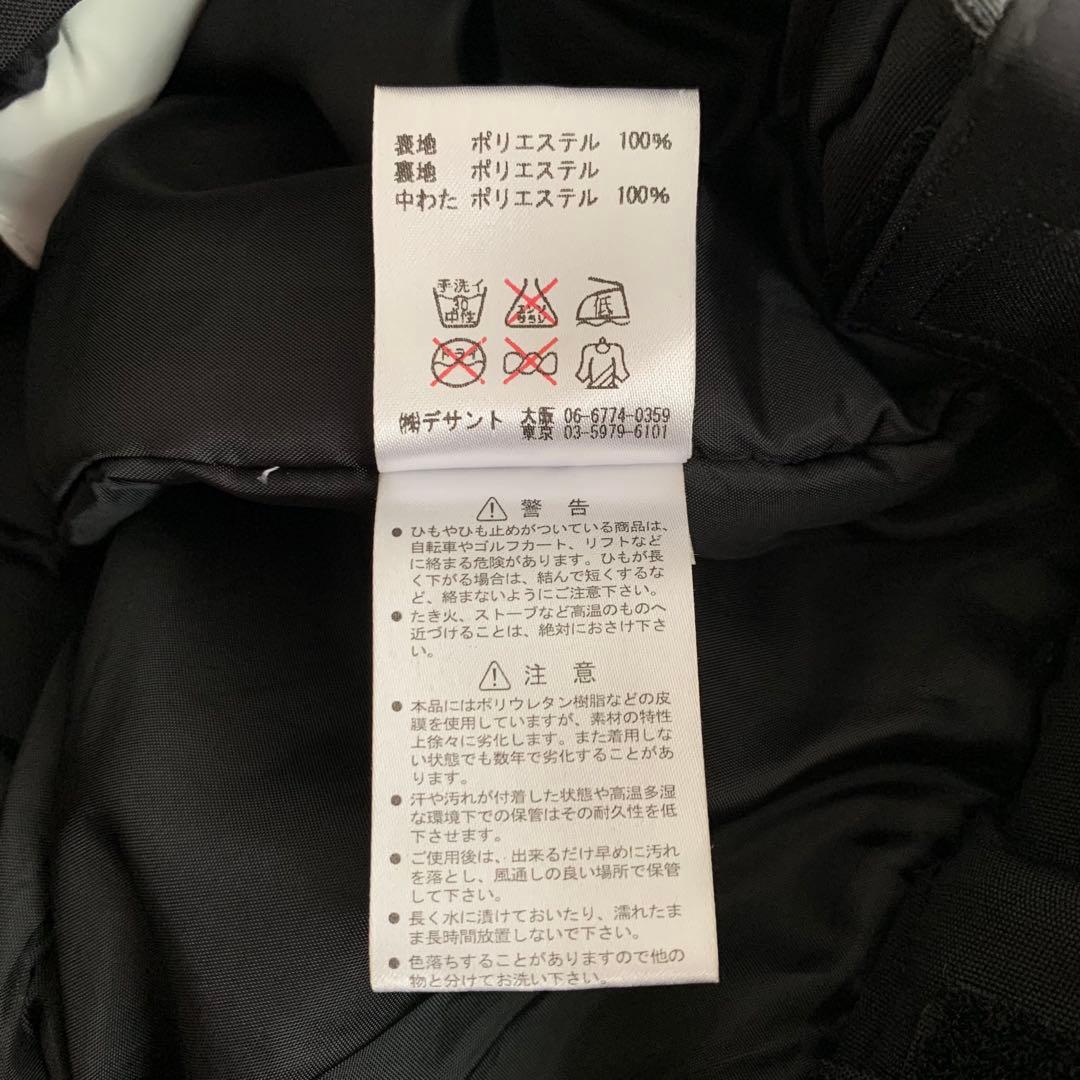 表地 ポリエステル 100%
裏地 ポリエステル
中わた ポリエステル 100%
手洗イ
30
中性
エンソ
サラシ
低
ドライ
㈱デサント 大阪 06-6774-0359
東京 03-5979-6101
警告
● ひもやひも止めがついている商品は、
自転車やゴルフカート、リフトなど
に絡まる危険があります。ひもが長
く下がる場合は、結んで短くするな
ど、絡まないようにご注意下さい。
● たき火、ストーブなど高温のものへ
近づけることは、絶対におさけ下さ
い。
注意
● 本品にはポリウレタン樹脂などの皮
膜を使用していますが、素材の特性
上徐々に劣化します。また着用しな
い状態でも数年で劣化することがあ
ります。
● 汗や汚れが付着した状態や高温多湿
な環境下での保管はその耐久性を低
下させます。
● ご使用後は、出来るだけ早めに汚れ
を落とし、風通しの良い場所で保管
して下さい。
● 長く水に漬けておいたり、濡れたま
ま長時間放置しないで下さい。
● 色落ちすることがありますので他の
物と分けてお洗い下さい。